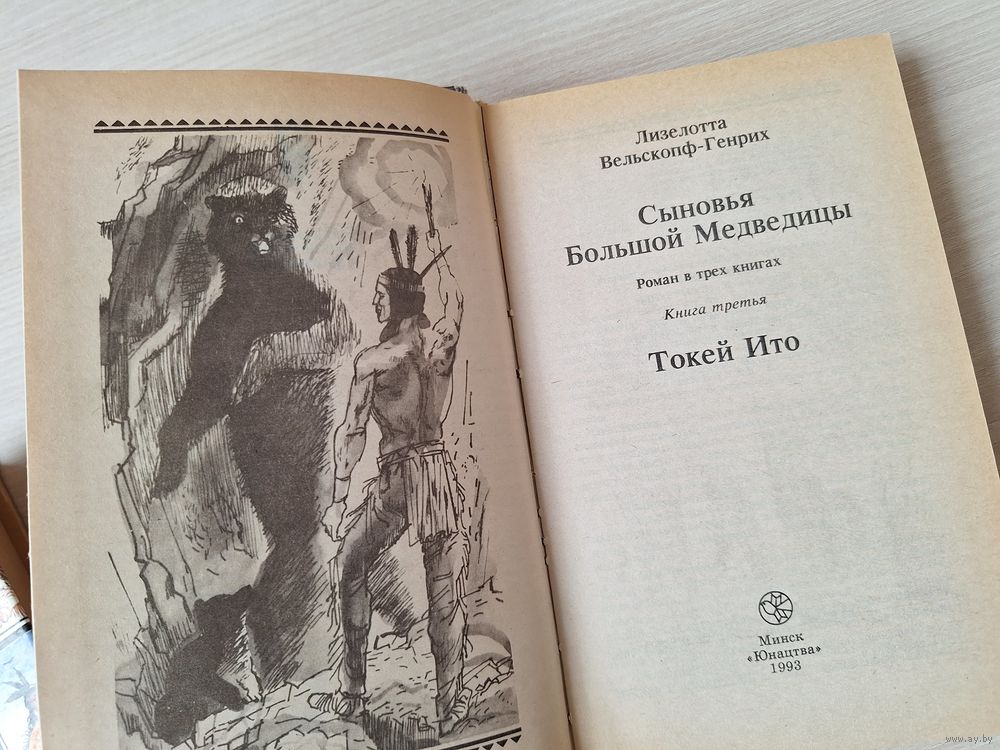 Лизелотта
Вельскопф-Генрих
Сыновья
Большой Медведицы
Роман в трех книгах
Книга третья
Токей Ито
Минск
«Юнацтва»
1993
www.ay.by